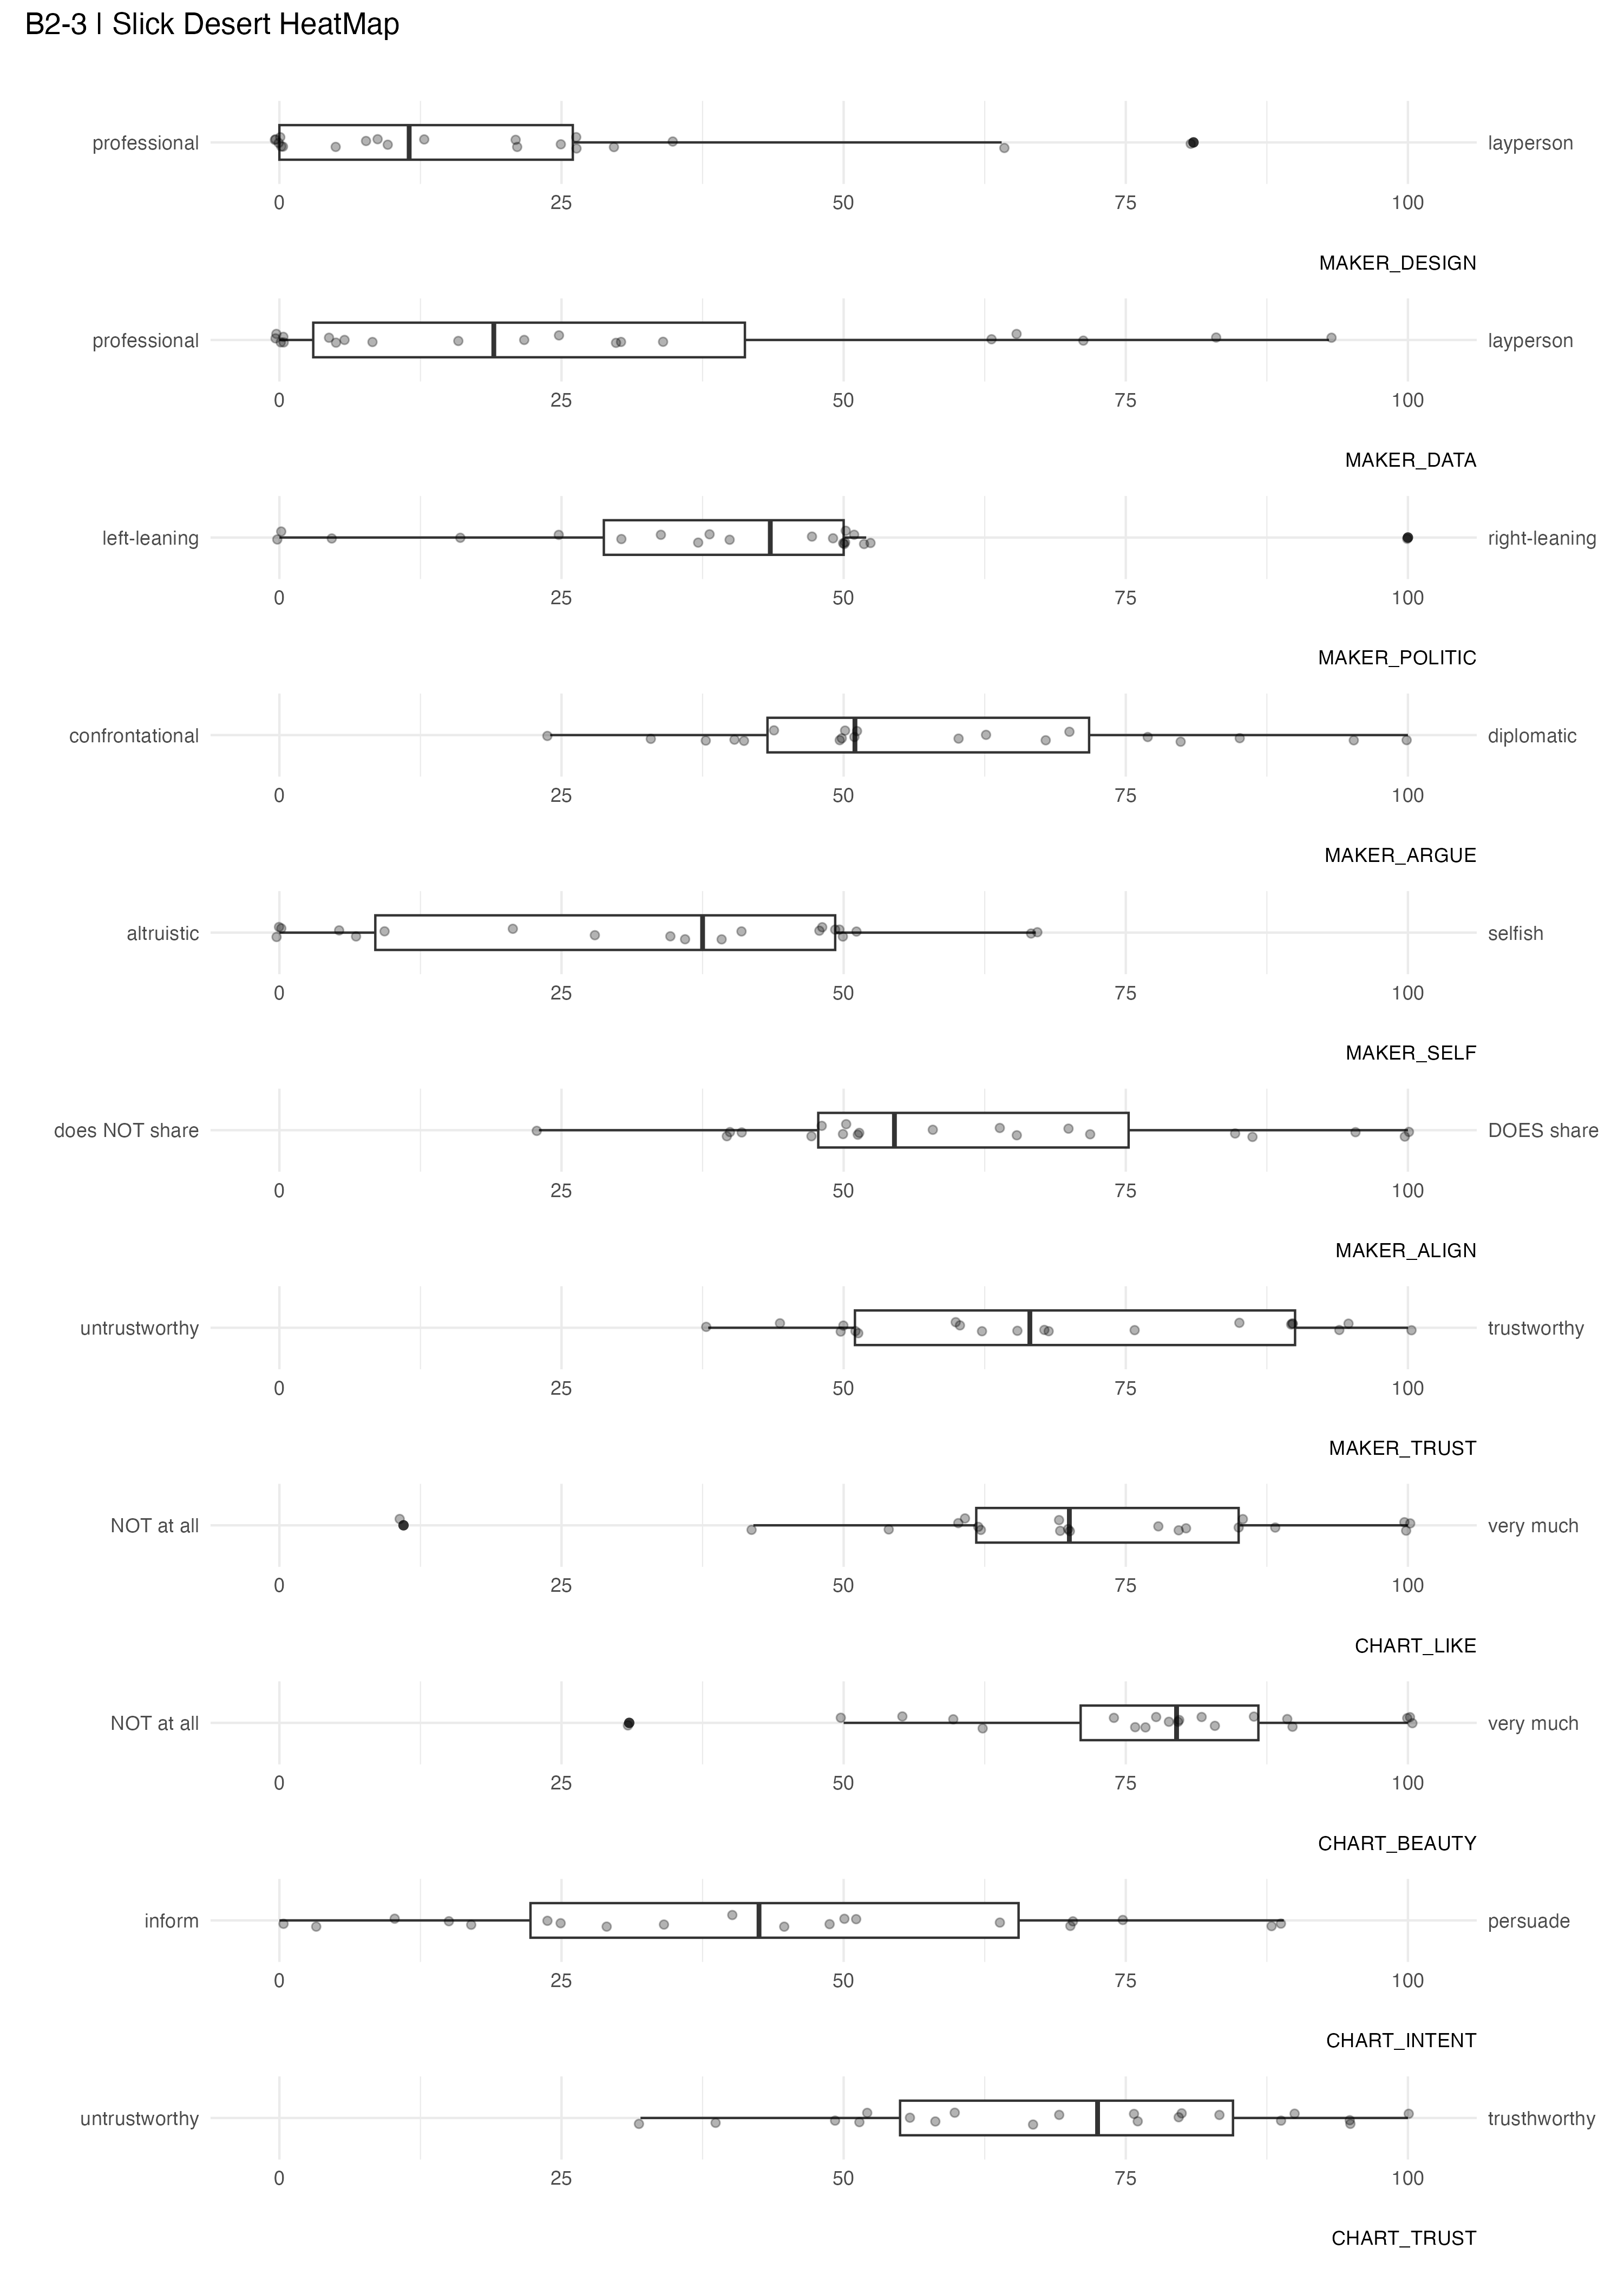 B2-3 | Slick Desert HeatMap
professional layperson
0 25 50 75 100
MAKER_DESIGN
professional layperson
0 25 50 75 100
MAKER_DATA
left-leaning right-leaning
0 25 50 75 100
MAKER_POLITIC
confrontational diplomatic
0 25 50 75 100
MAKER_ARGUE
altruistic selfish
0 25 50 75 100
MAKER_SELF
does NOT share DOES share
0 25 50 75 100
MAKER_ALIGN
untrustworthy trustworthy
0 25 50 75 100
MAKER_TRUST
NOT at all very much
0 25 50 75 100
CHART_LIKE
NOT at all very much
0 25 50 75 100
CHART_BEAUTY
inform persuade
0 25 50 75 100
CHART_INTENT
untrustworthy trusthworthy
0 25 50 75 100
CHART_TRUST